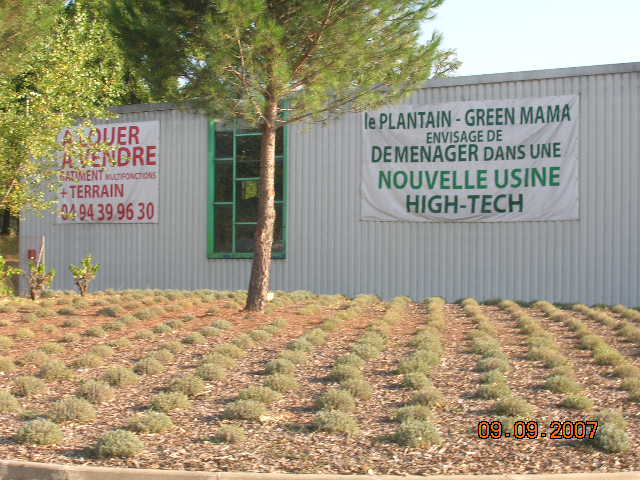 A LOUER
A VENDRE
BATIMENT MULTIFONCTIONS
+ TERRAIN
04 94 39 96 30
le PLANTAIN - GREEN MAMA
ENVISAGE DE
DEMENAGER DANS UNE
NOUVELLE USINE
HIGH-TECH
09.09.2007